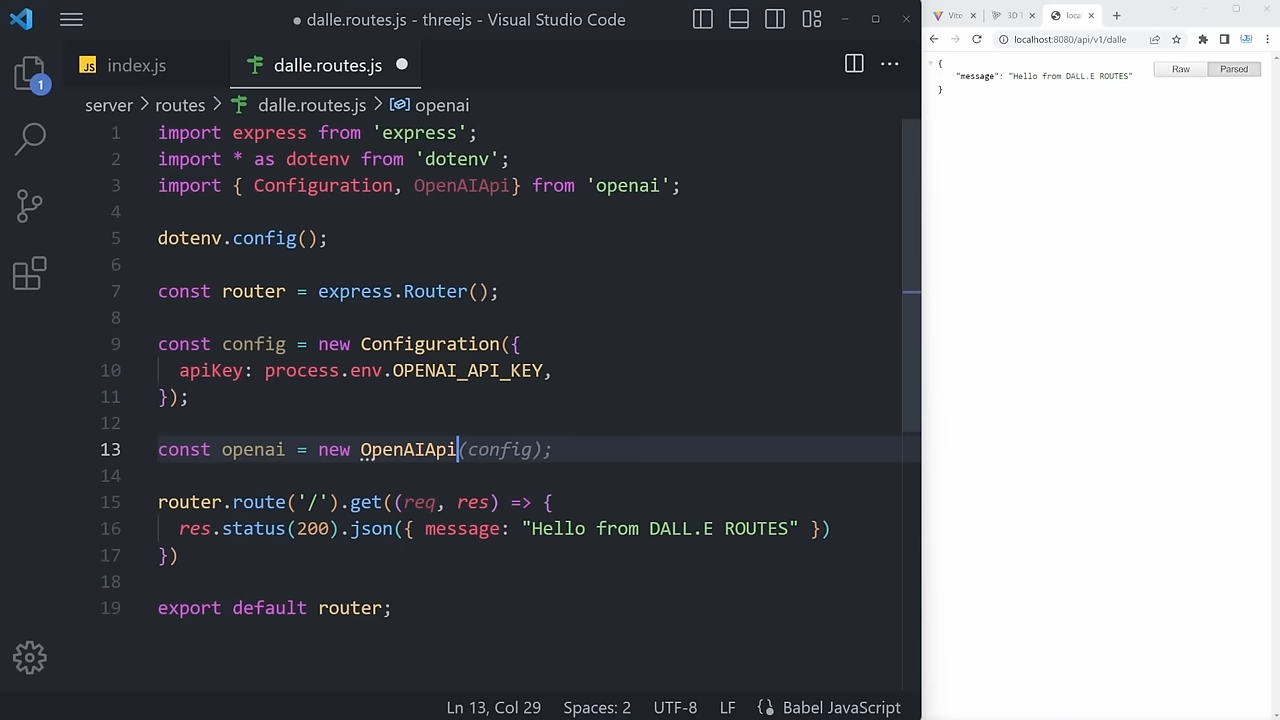 dalle.routes.js - threejs - Visual Studio Code
1
JS index.js
dalle.routes.js
server > routes > dalle.routes.js > openai
1 import express from 'express';
2 import * as dotenv from 'dotenv';
3 import { Configuration, OpenAIApi} from 'openai';
4
5 dotenv.config();
6
7 const router = express.Router();
8
9 const config = new Configuration({
10 apiKey: process.env.OPENAI_API_KEY,
11 });
12
13 const openai = new OpenAIApi(config);
14
15 router.route('/').get((req, res) => {
16 res.status(200).json({ message: "Hello from DALL.E ROUTES" })
17 })
18
19 export default router;
Ln 13, Col 29 Spaces: 2 UTF-8 LF Babel JavaScript
Vite
3D
loca
localhost:8080/api/v1/dalle
{
"message": "Hello from DALL.E ROUTES"
}
Raw Parsed